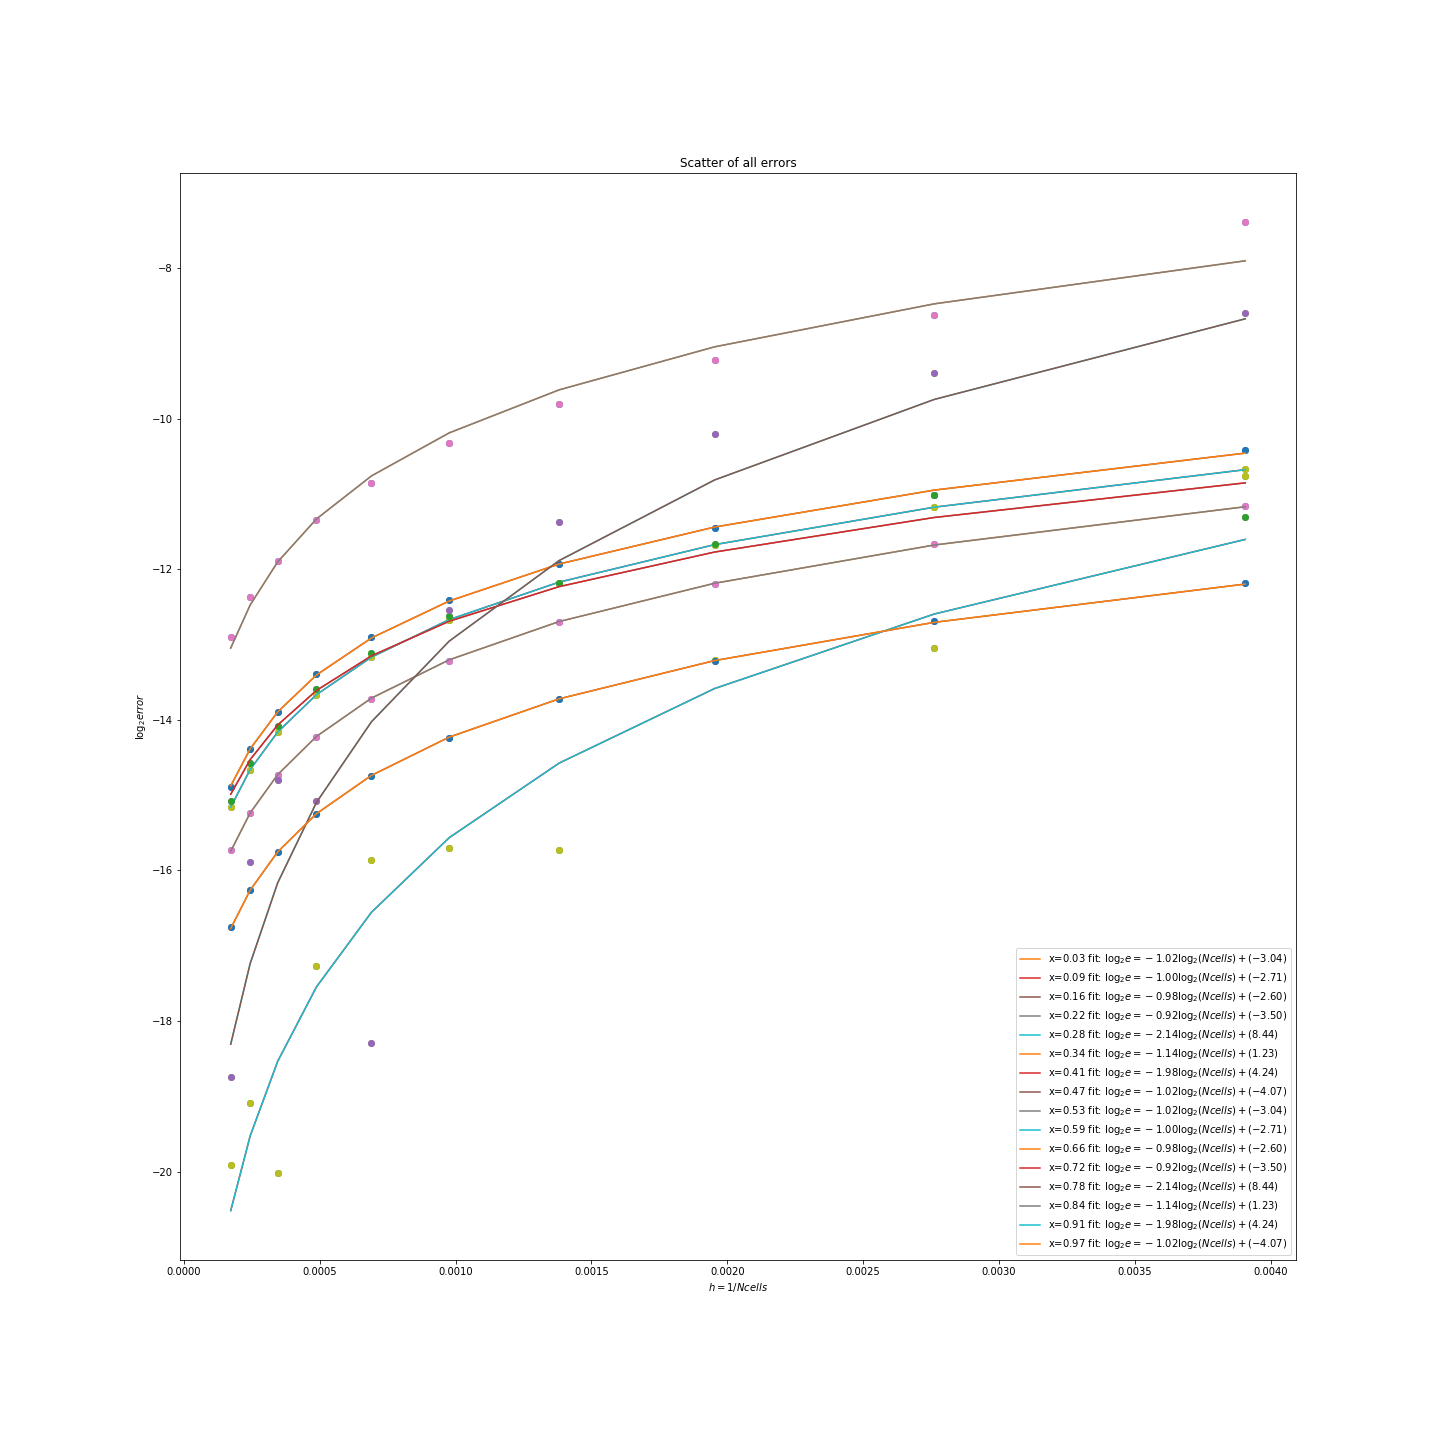 Scatter of all errors
−8
−10
−12
−14
−16
−18
−20
log₂error
x=0.03 fit: log₂e = −1.02log₂(Ncells) + (−3.04)
x=0.09 fit: log₂e = −1.00log₂(Ncells) + (−2.71)
x=0.16 fit: log₂e = −0.98log₂(Ncells) + (−2.60)
x=0.22 fit: log₂e = −0.92log₂(Ncells) + (−3.50)
x=0.28 fit: log₂e = −2.14log₂(Ncells) + (8.44)
x=0.34 fit: log₂e = −1.14log₂(Ncells) + (1.23)
x=0.41 fit: log₂e = −1.98log₂(Ncells) + (4.24)
x=0.47 fit: log₂e = −1.02log₂(Ncells) + (−4.07)
x=0.53 fit: log₂e = −1.02log₂(Ncells) + (−3.04)
x=0.59 fit: log₂e = −1.00log₂(Ncells) + (−2.71)
x=0.66 fit: log₂e = −0.98log₂(Ncells) + (−2.60)
x=0.72 fit: log₂e = −0.92log₂(Ncells) + (−3.50)
x=0.78 fit: log₂e = −2.14log₂(Ncells) + (8.44)
x=0.84 fit: log₂e = −1.14log₂(Ncells) + (1.23)
x=0.91 fit: log₂e = −1.98log₂(Ncells) + (4.24)
x=0.97 fit: log₂e = −1.02log₂(Ncells) + (−4.07)
0.0000 0.0005 0.0010 0.0015 0.0020 0.0025 0.0030 0.0035 0.0040
h = 1/Ncells